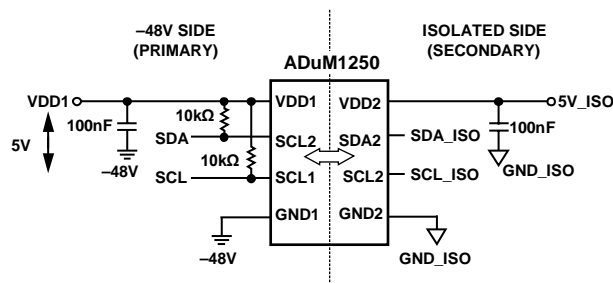 –48V SIDE
(PRIMARY)
ISOLATED SIDE
(SECONDARY)
ADuM1250
VDD1
VDD1
VDD2
5V_ISO
10kΩ
100nF
100nF
5V
SDA
SCL2
SDA2
SDA_ISO
–48V
10kΩ
GND_ISO
SCL
SCL1
SCL2
SCL_ISO
GND1
GND2
–48V
GND_ISO